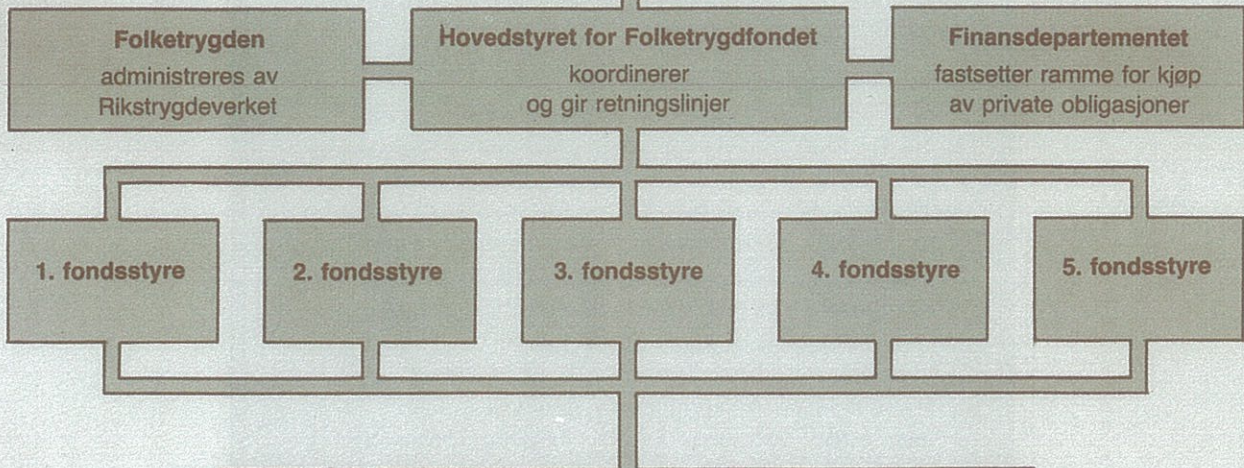 Folketrygden
administreres av
Rikstrygdeverket
Hovedstyret for Folketrygdfondet
koordinerer
og gir retningslinjer
Finansdepartementet
fastsetter ramme for kjøp
av private obligasjoner
1. fondsstyre
2. fondsstyre
3. fondsstyre
4. fondsstyre
5. fondsstyre